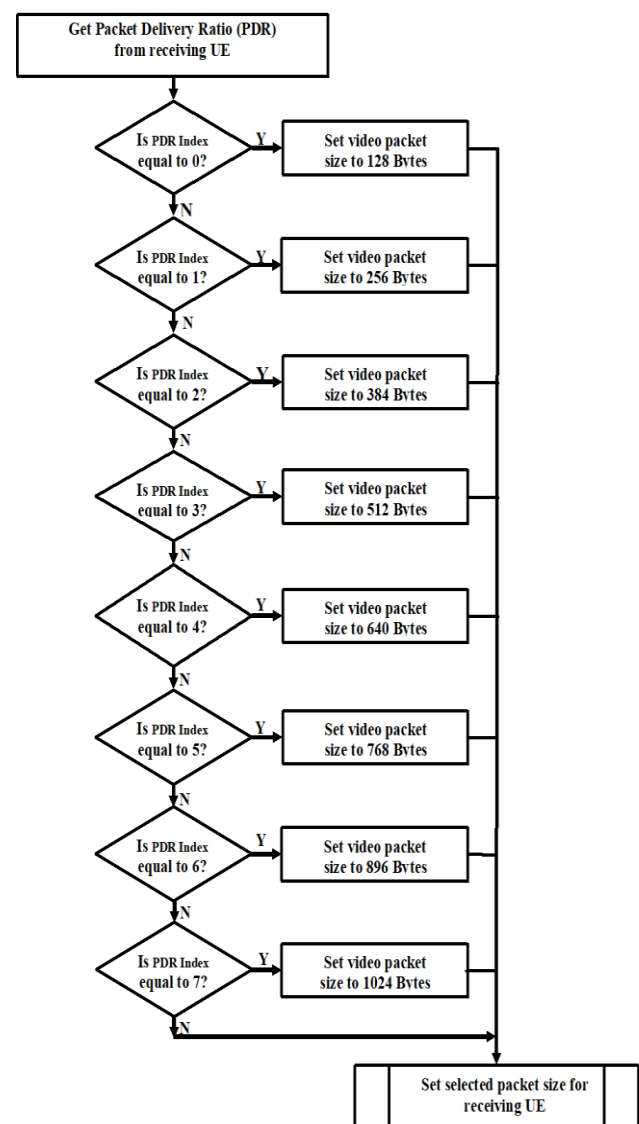 Get Packet Delivery Ratio (PDR)
from receiving UE
Is PDR Index
equal to 0?
Y
Set video packet
size to 128 Bytes
N
Is PDR Index
equal to 1?
Y
Set video packet
size to 256 Bytes
N
Is PDR Index
equal to 2?
Y
Set video packet
size to 384 Bytes
N
Is PDR Index
equal to 3?
Y
Set video packet
size to 512 Bytes
N
Is PDR Index
equal to 4?
Y
Set video packet
size to 640 Bytes
N
Is PDR Index
equal to 5?
Y
Set video packet
size to 768 Bytes
N
Is PDR Index
equal to 6?
Y
Set video packet
size to 896 Bytes
N
Is PDR Index
equal to 7?
Y
Set video packet
size to 1024 Bytes
N
Set selected packet size for
receiving UE